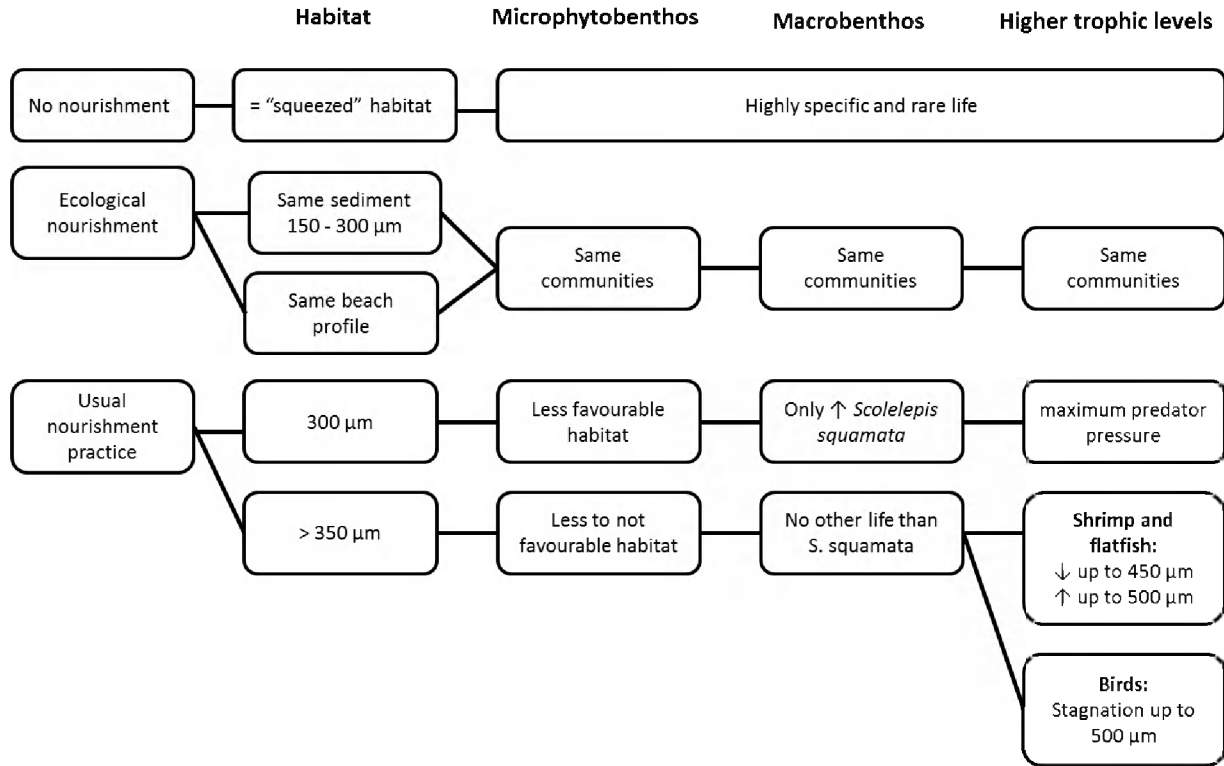 Habitat
Microphytobenthos
Macrobenthos
Higher trophic levels
No nourishment
= “squeezed” habitat
Highly specific and rare life
Ecological
nourishment
Same sediment
150 - 300 µm
Same beach
profile
Same
communities
Same
communities
Same
communities
Usual
nourishment
practice
300 µm
Less favourable
habitat
Only ↑ Scolelepis
squamata
maximum predator
pressure
> 350 µm
Less to not
favourable habitat
No other life than
S. squamata
Shrimp and
flatfish:
↓ up to 450 µm
↑ up to 500 µm
Birds:
Stagnation up to
500 µm